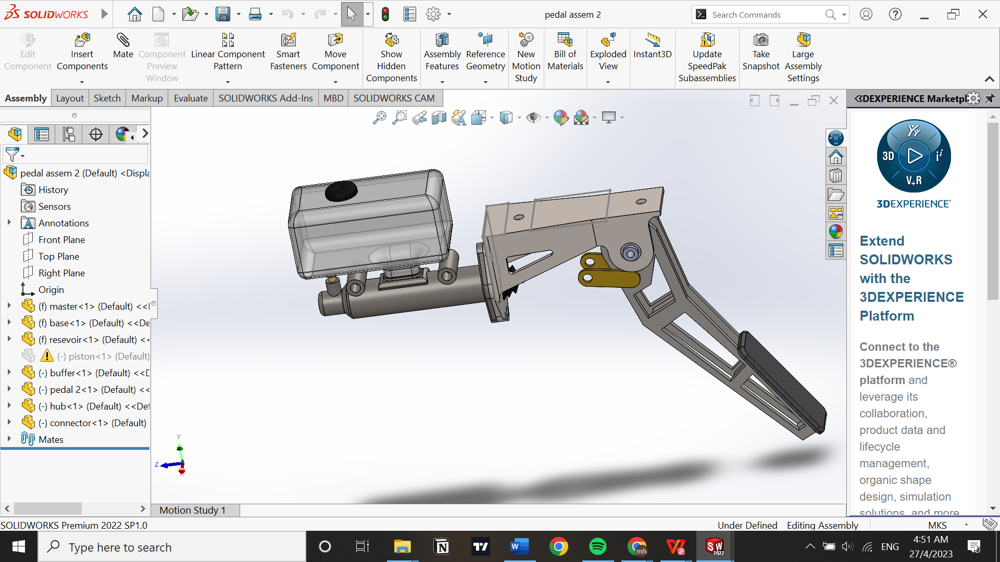 SOLIDWORKS
pedal assem 2
Search Commands
Edit Component
Insert Components
Mate
Component Preview Window
Linear Component Pattern
Smart Fasteners
Move Component
Show Hidden Components
Assembly Features
Reference Geometry
New Motion Study
Bill of Materials
Exploded View
Instant3D
Update SpeedPak Subassemblies
Take Snapshot
Large Assembly Settings
Assembly
Layout
Sketch
Markup
Evaluate
SOLIDWORKS Add-Ins
MBD
SOLIDWORKS CAM
pedal assem 2 (Default) <Displa
History
Sensors
Annotations
Front Plane
Top Plane
Right Plane
Origin
(f) master<1> (Default) <<
(f) base<1> (Default) <<De
(f) resevoir<1> (Default) <<
(-) piston<1> (Default)
(-) buffer<1> (Default) <<D
(-) pedal 2<1> (Default) <<
(-) hub<1> (Default) <<Def
(-) connector<1> (Default)
Mates
Y
Z
X
Motion Study 1
DEXPERIENCE Marketpl
3D
V+R
3DEXPERIENCE®
Extend
SOLIDWORKS
with the
3DEXPERIENCE
Platform
Connect to the
3DEXPERIENCE®
platform and
leverage its
collaboration,
product data and
lifecycle
management,
organic shape
design, simulation
solutions, and more
SOLIDWORKS Premium 2022 SP1.0
Under Defined
Editing Assembly
MKS
Type here to search
SW
2022
ENG
4:51 AM
27/4/2023